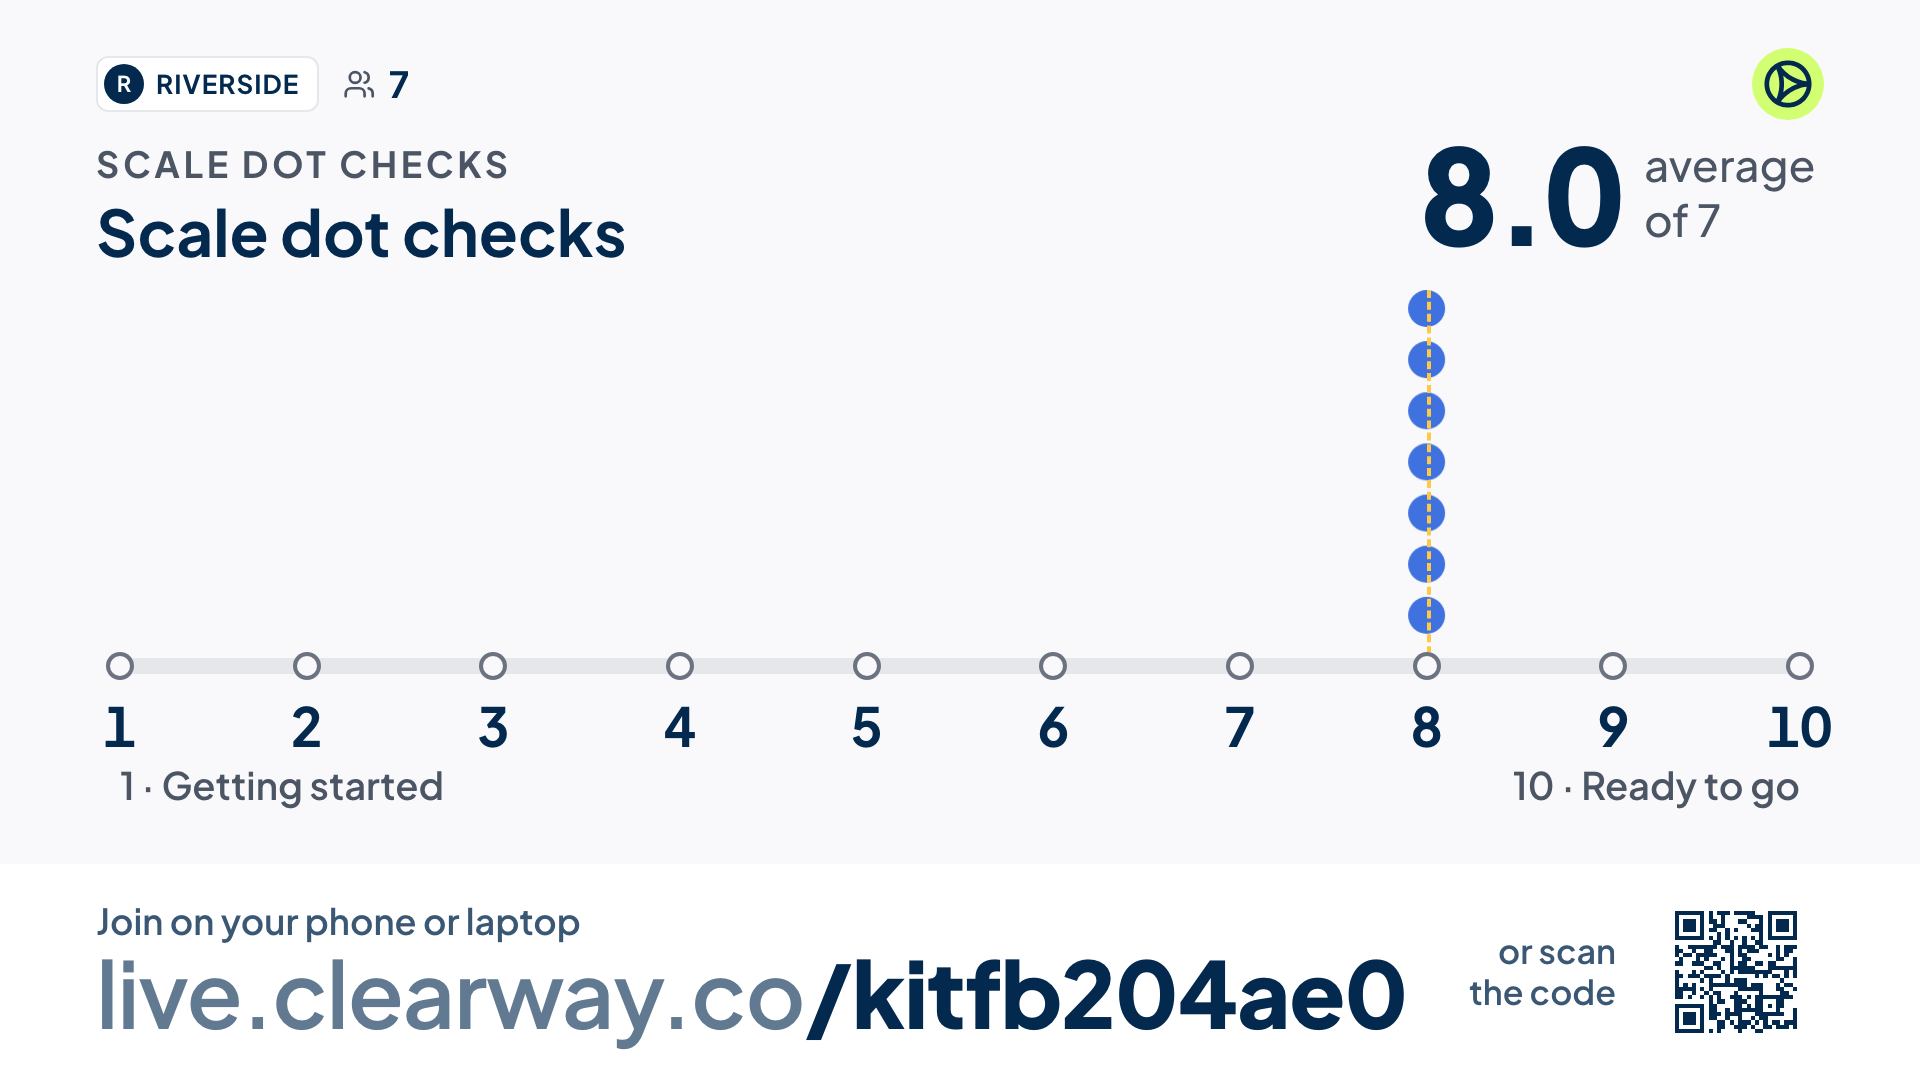 R RIVERSIDE 7
SCALE DOT CHECKS
Scale dot checks
8.0 average
of 7
1 2 3 4 5 6 7 8 9 10
1 · Getting started 10 · Ready to go
Join on your phone or laptop
live.clearway.co/kitfb204ae0
or scan
the code